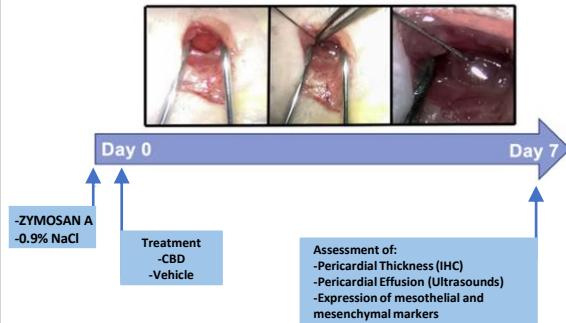 Day 0
Day 7
-ZYMOSAN A
-0.9% NaCl
Treatment
-CBD
-Vehicle
Assessment of:
-Pericardial Thickness (IHC)
-Pericardial Effusion (Ultrasounds)
-Expression of mesothelial and
mesenchymal markers